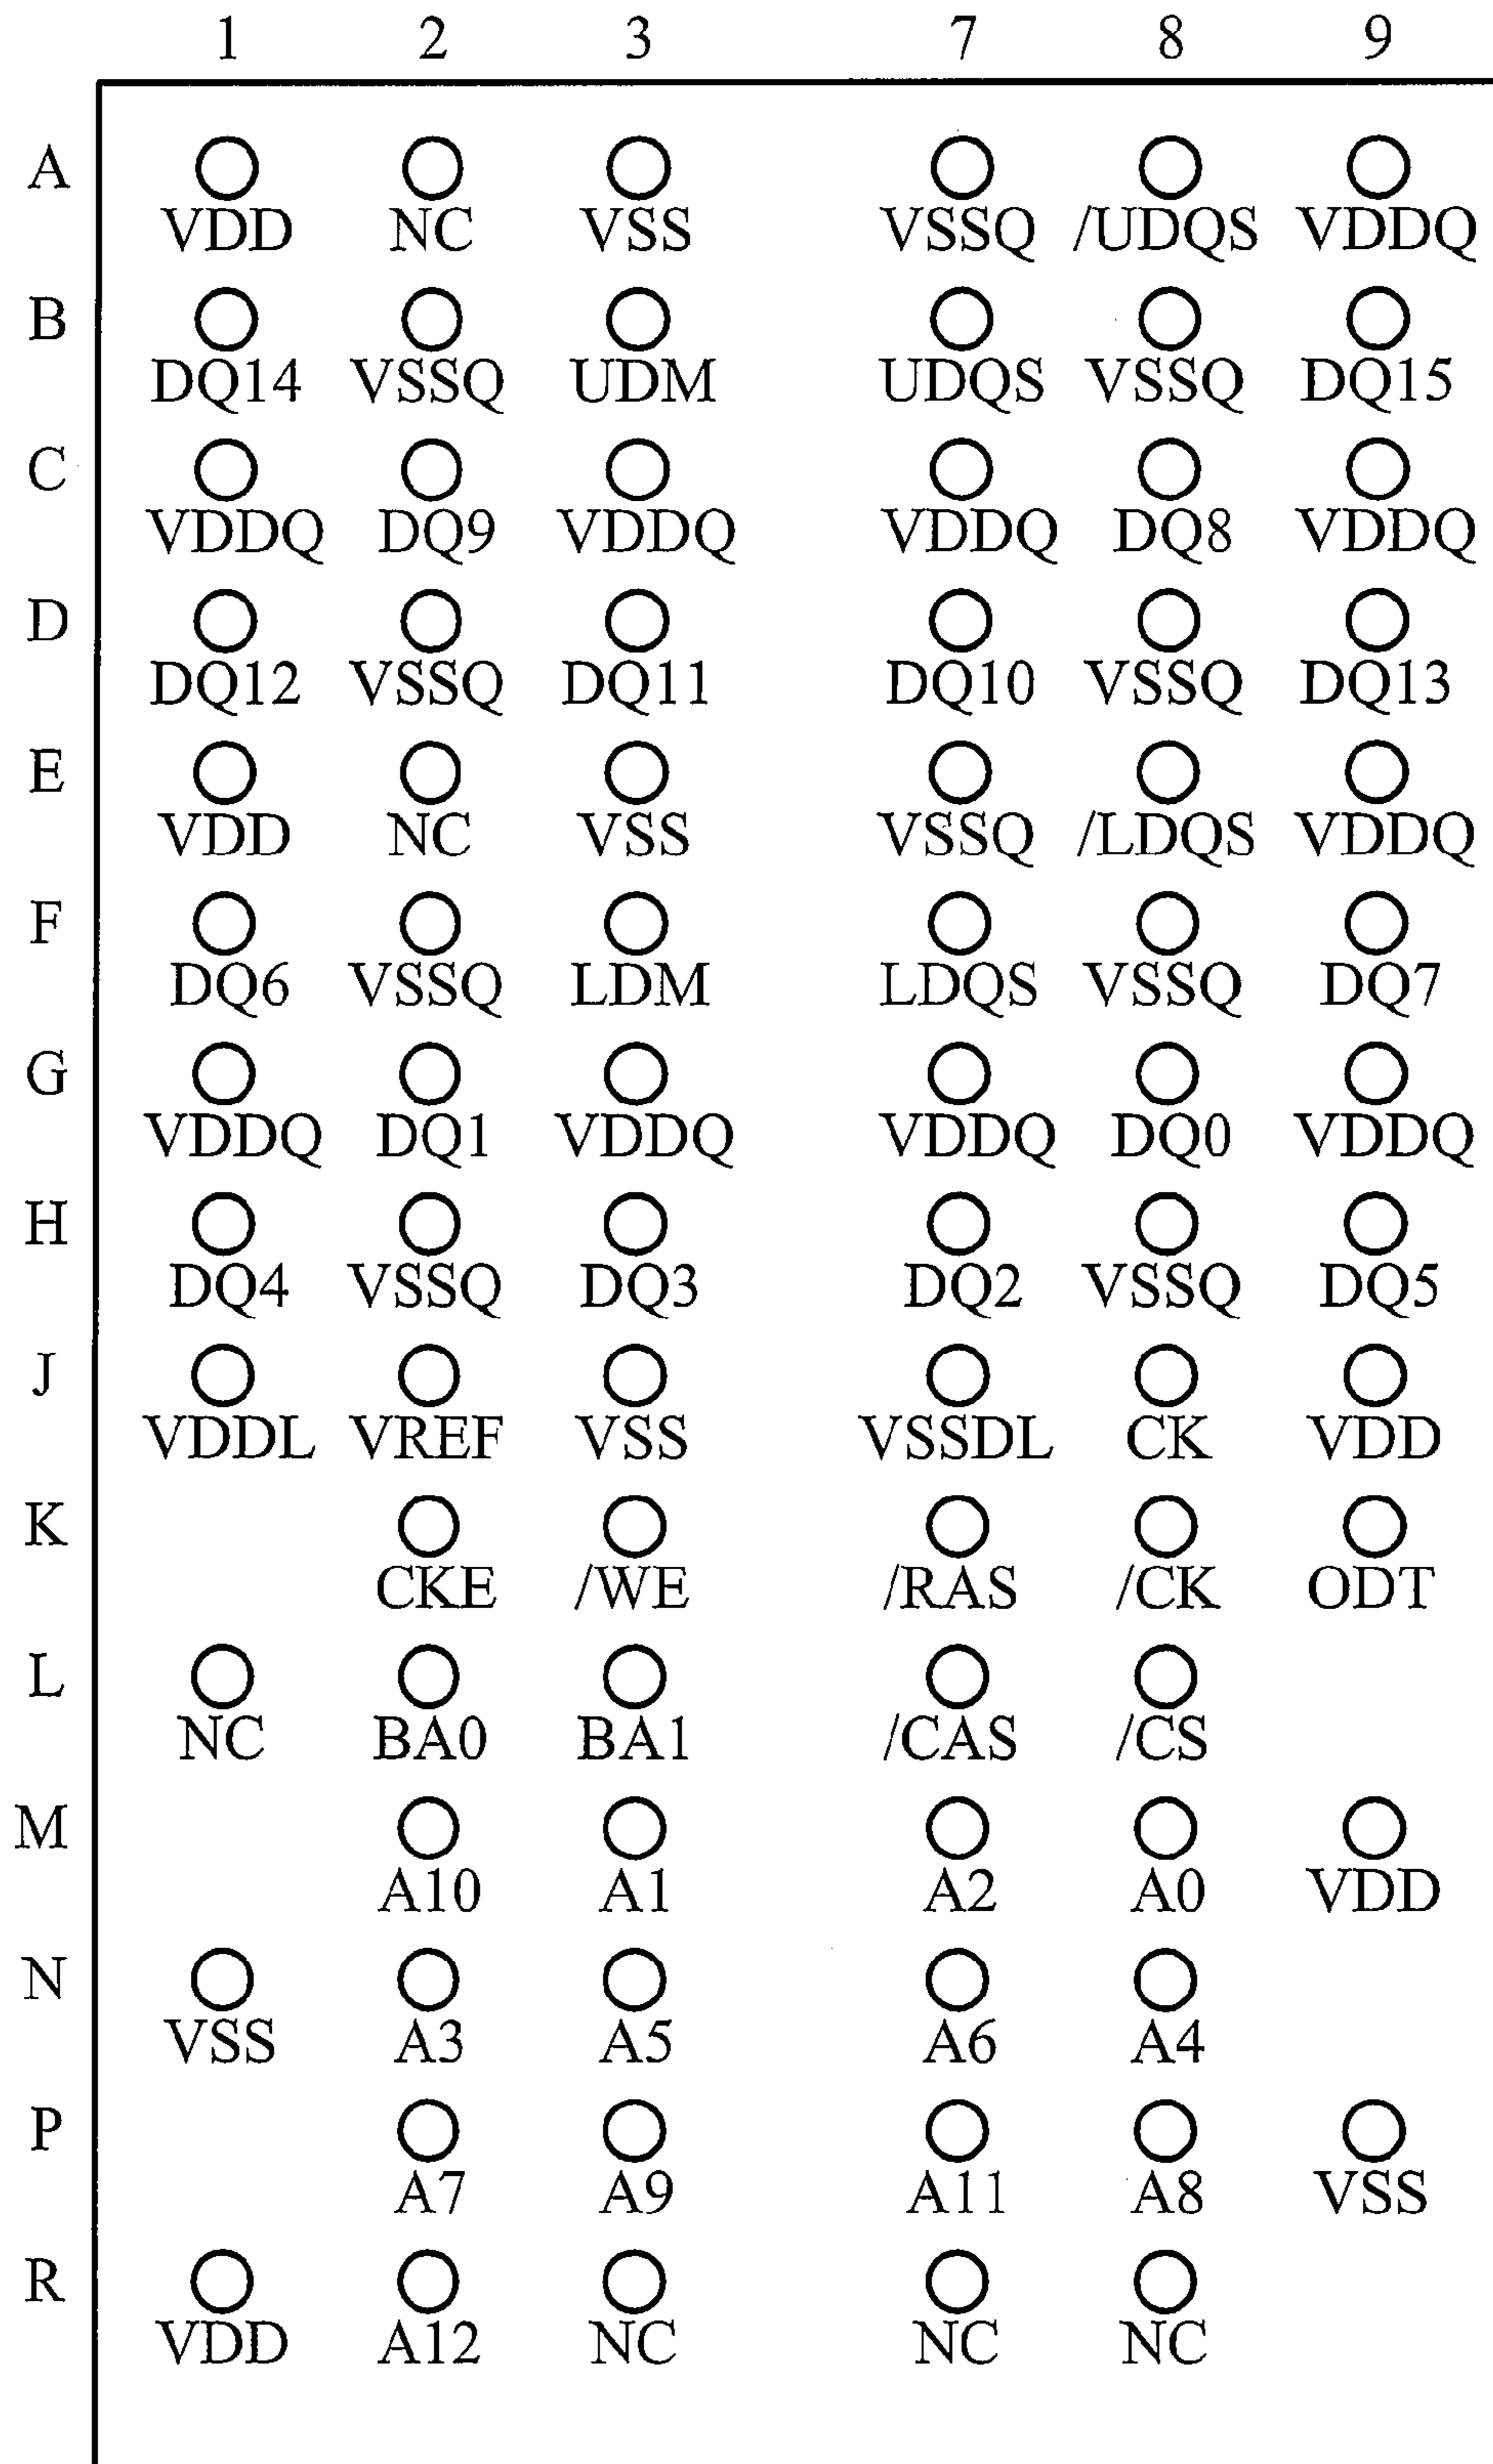 1 2 3 7 8 9
A
VDD NC VSS VSSQ /UDQS VDDQ
B
DQ14 VSSQ UDM UDQS VSSQ DQ15
C
VDDQ DQ9 VDDQ VDDQ DQ8 VDDQ
D
DQ12 VSSQ DQ11 DQ10 VSSQ DQ13
E
VDD NC VSS VSSQ /LDQS VDDQ
F
DQ6 VSSQ LDM LDQS VSSQ DQ7
G
VDDQ DQ1 VDDQ VDDQ DQ0 VDDQ
H
DQ4 VSSQ DQ3 DQ2 VSSQ DQ5
J
VDDL VREF VSS VSSDL CK VDD
K
CKE /WE /RAS /CK ODT
L
NC BA0 BA1 /CAS /CS
M
A10 A1 A2 A0 VDD
N
VSS A3 A5 A6 A4
P
A7 A9 A11 A8 VSS
R
VDD A12 NC NC NC